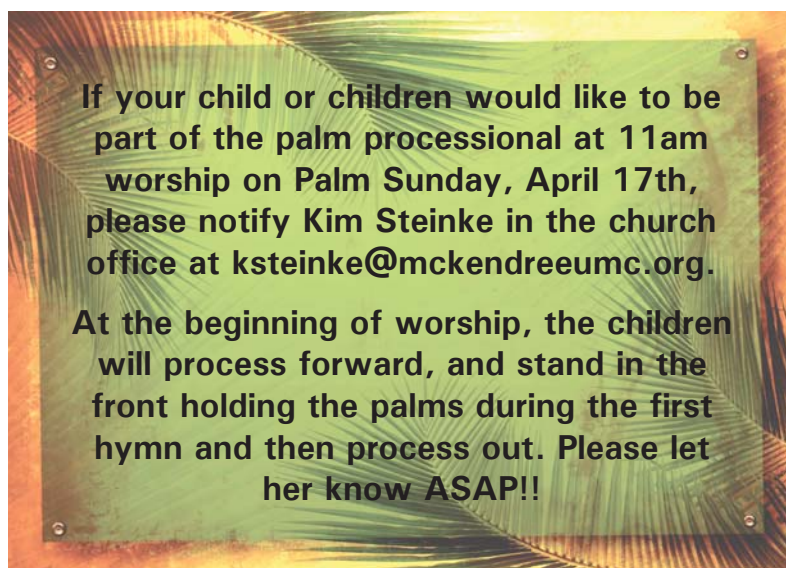 If your child or children would like to be
part of the palm processional at 11am
worship on Palm Sunday, April 17th,
please notify Kim Steinke in the church
office at ksteinke@mckendreeumc.org.
At the beginning of worship, the children
will process forward, and stand in the
front holding the palms during the first
hymn and then process out. Please let
her know ASAP!!